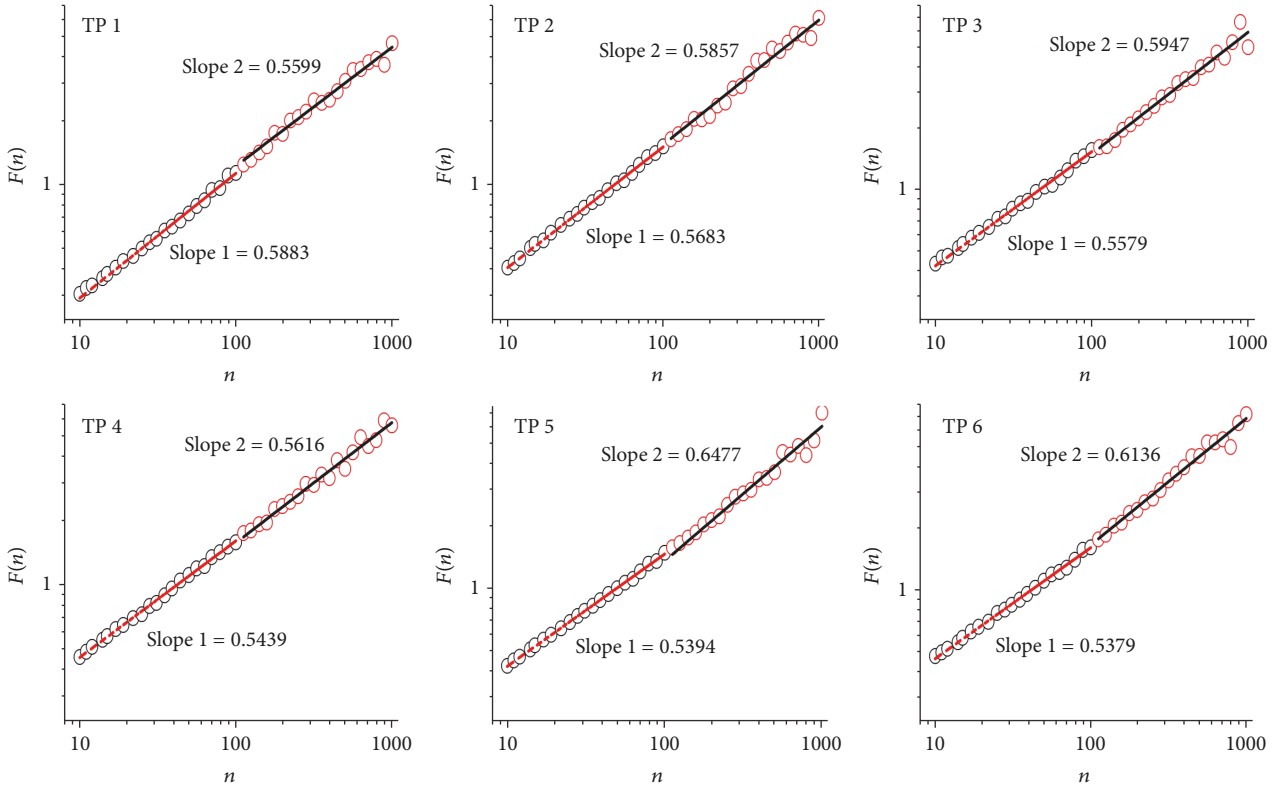 TP 1
Slope 2 = 0.5599
F(n)
1
Slope 1 = 0.5883
10
100
1000
n
TP 2
Slope 2 = 0.5857
F(n)
1
Slope 1 = 0.5683
10
100
1000
n
TP 3
Slope 2 = 0.5947
F(n)
1
Slope 1 = 0.5579
10
100
1000
n
TP 4
Slope 2 = 0.5616
F(n)
1
Slope 1 = 0.5439
10
100
1000
n
TP 5
Slope 2 = 0.6477
F(n)
1
Slope 1 = 0.5394
10
100
1000
n
TP 6
Slope 2 = 0.6136
F(n)
1
Slope 1 = 0.5379
10
100
1000
n